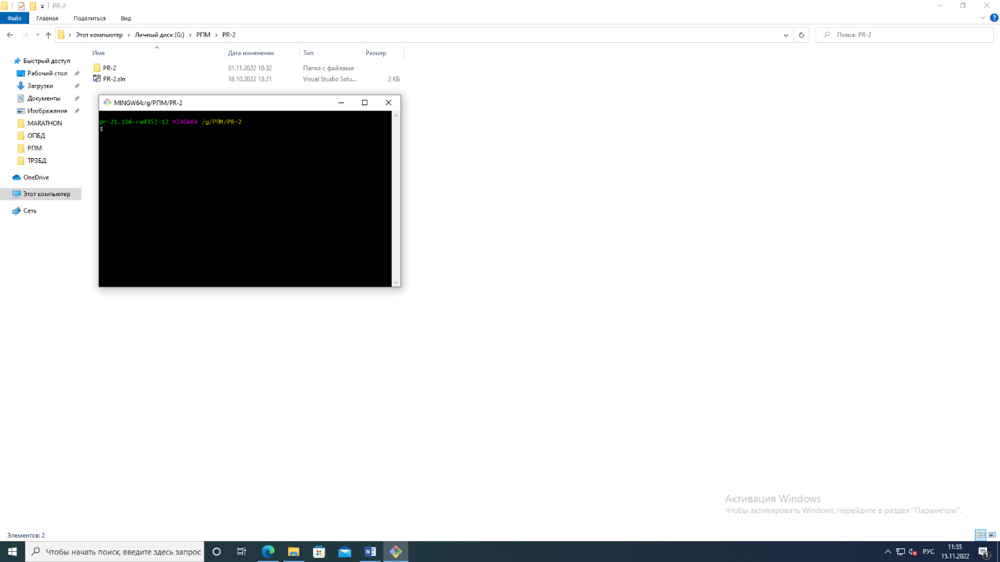 PR-2
Файл Главная Поделиться Вид
Этот компьютер Личный диск (G:) РПМ PR-2
Поиск: PR-2
Имя Дата изменения Тип Размер
PR-2 01.11.2022 10:32 Папка с файлами
PR-2.sln 18.10.2022 13:21 Visual Studio Solu... 2 КБ
Быстрый доступ
Рабочий стол
Загрузки
Документы
Изображения
MARATHON
ОПБД
РПМ
ТРЗБД
OneDrive
Этот компьютер
Сеть
MINGW64:/g/РПМ/PR-2
pr-21.106-ra@352-12 MINGW64 /g/РПМ/PR-2
$
Активация Windows
Чтобы активировать Windows, перейдите в раздел "Параметры".
Элементов: 2
Чтобы начать поиск, введите здесь запрос
РУС
11:55
15.11.2022
1